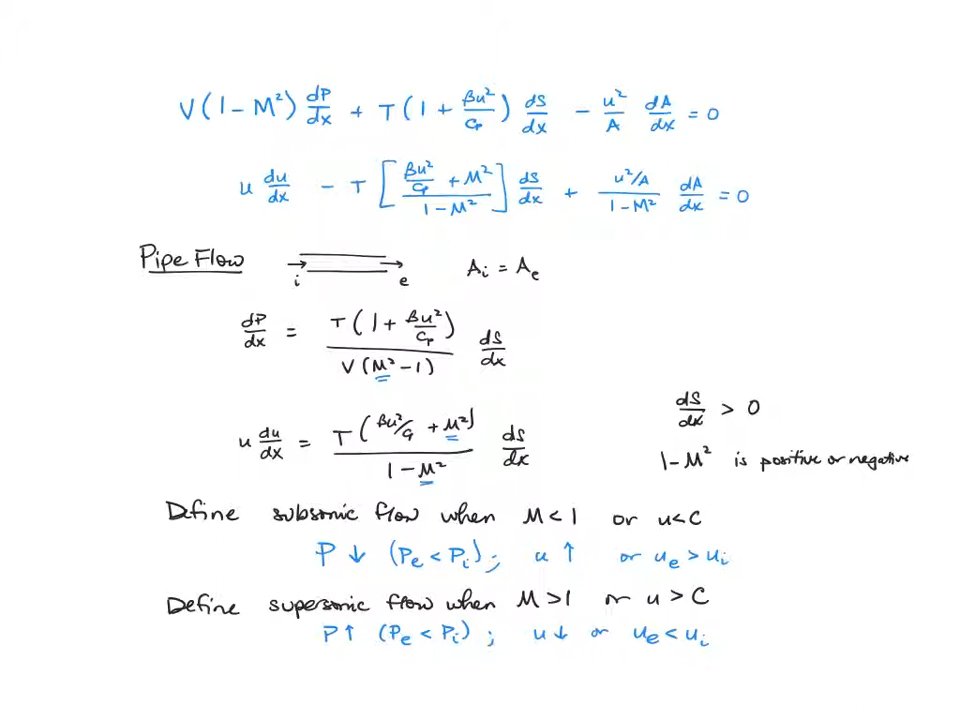 V(1-M²) dP/dx + T(1 + βu²/Cp) dS/dx - u²/A dA/dx = 0
u du/dx - T[(βu²/Cp + M²)/(1-M²)] dS/dx + (u²/A)/(1-M²) dA/dx = 0
Pipe Flow i e Ai = Ae
dP/dx = T(1 + βu²/Cp) / V(M²-1) dS/dx
dS/dx > 0
u du/dx = T(βu²/Cp + M²) / 1-M² dS/dx
1-M² is positive or negative
Define subsonic flow when M<1 or u<C
P ↓ (Pe < Pi); u ↑ or ue > ui
Define supersonic flow when M>1 or u > C
P↑ (Pe < Pi); u↓ or ue < ui